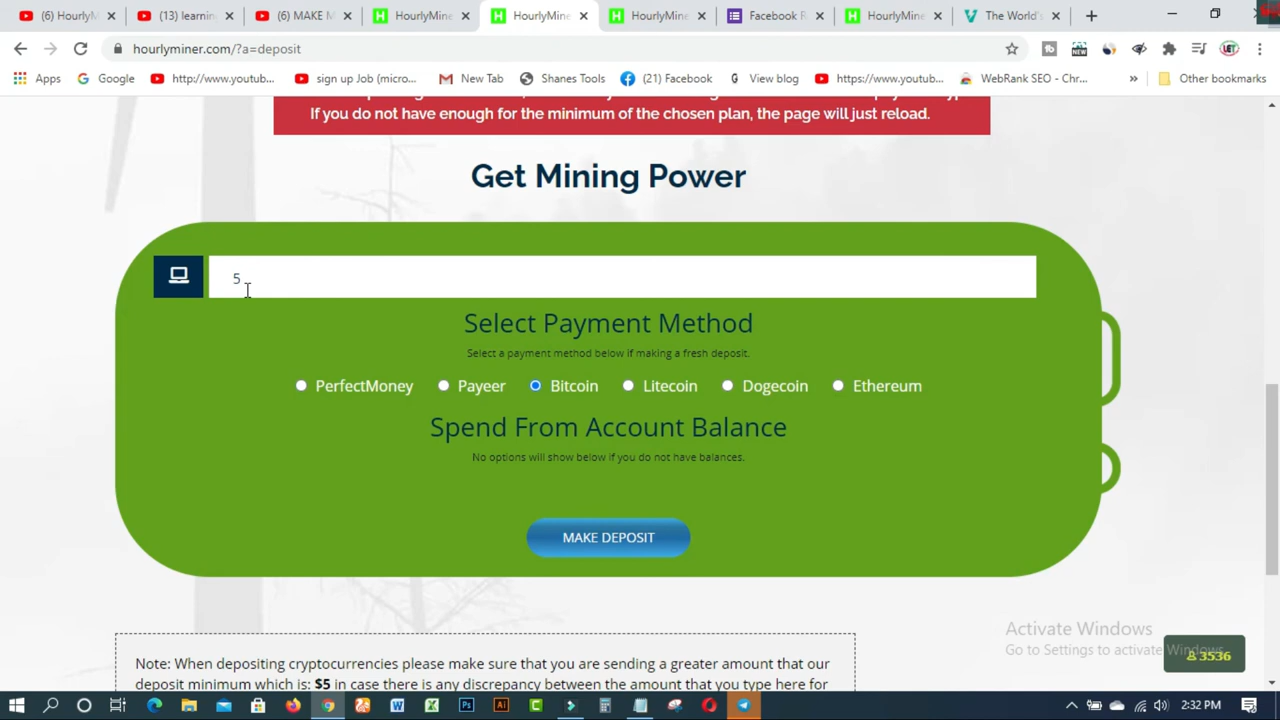 (6) HourlyM
(13) learnin
(6) MAKE M
HourlyMine
HourlyMine
HourlyMine
Facebook R
HourlyMine
The World's
hourlyminer.com/?a=deposit
Apps
Google
http://www.youtub...
sign up Job (micro...
New Tab
Shanes Tools
(21) Facebook
View blog
https://www.youtub...
WebRank SEO - Chr...
»
Other bookmarks
If you do not have enough for the minimum of the chosen plan, the page will just reload.
Get Mining Power
5
Select Payment Method
Select a payment method below if making a fresh deposit.
PerfectMoney
Payeer
Bitcoin
Litecoin
Dogecoin
Ethereum
Spend From Account Balance
No options will show below if you do not have balances.
MAKE DEPOSIT
Activate Windows
Go to Settings to activate Windows.
3536
Note: When depositing cryptocurrencies please make sure that you are sending a greater amount that our
deposit minimum which is: $5 in case there is any discrepancy between the amount that you type here for
2:32 PM